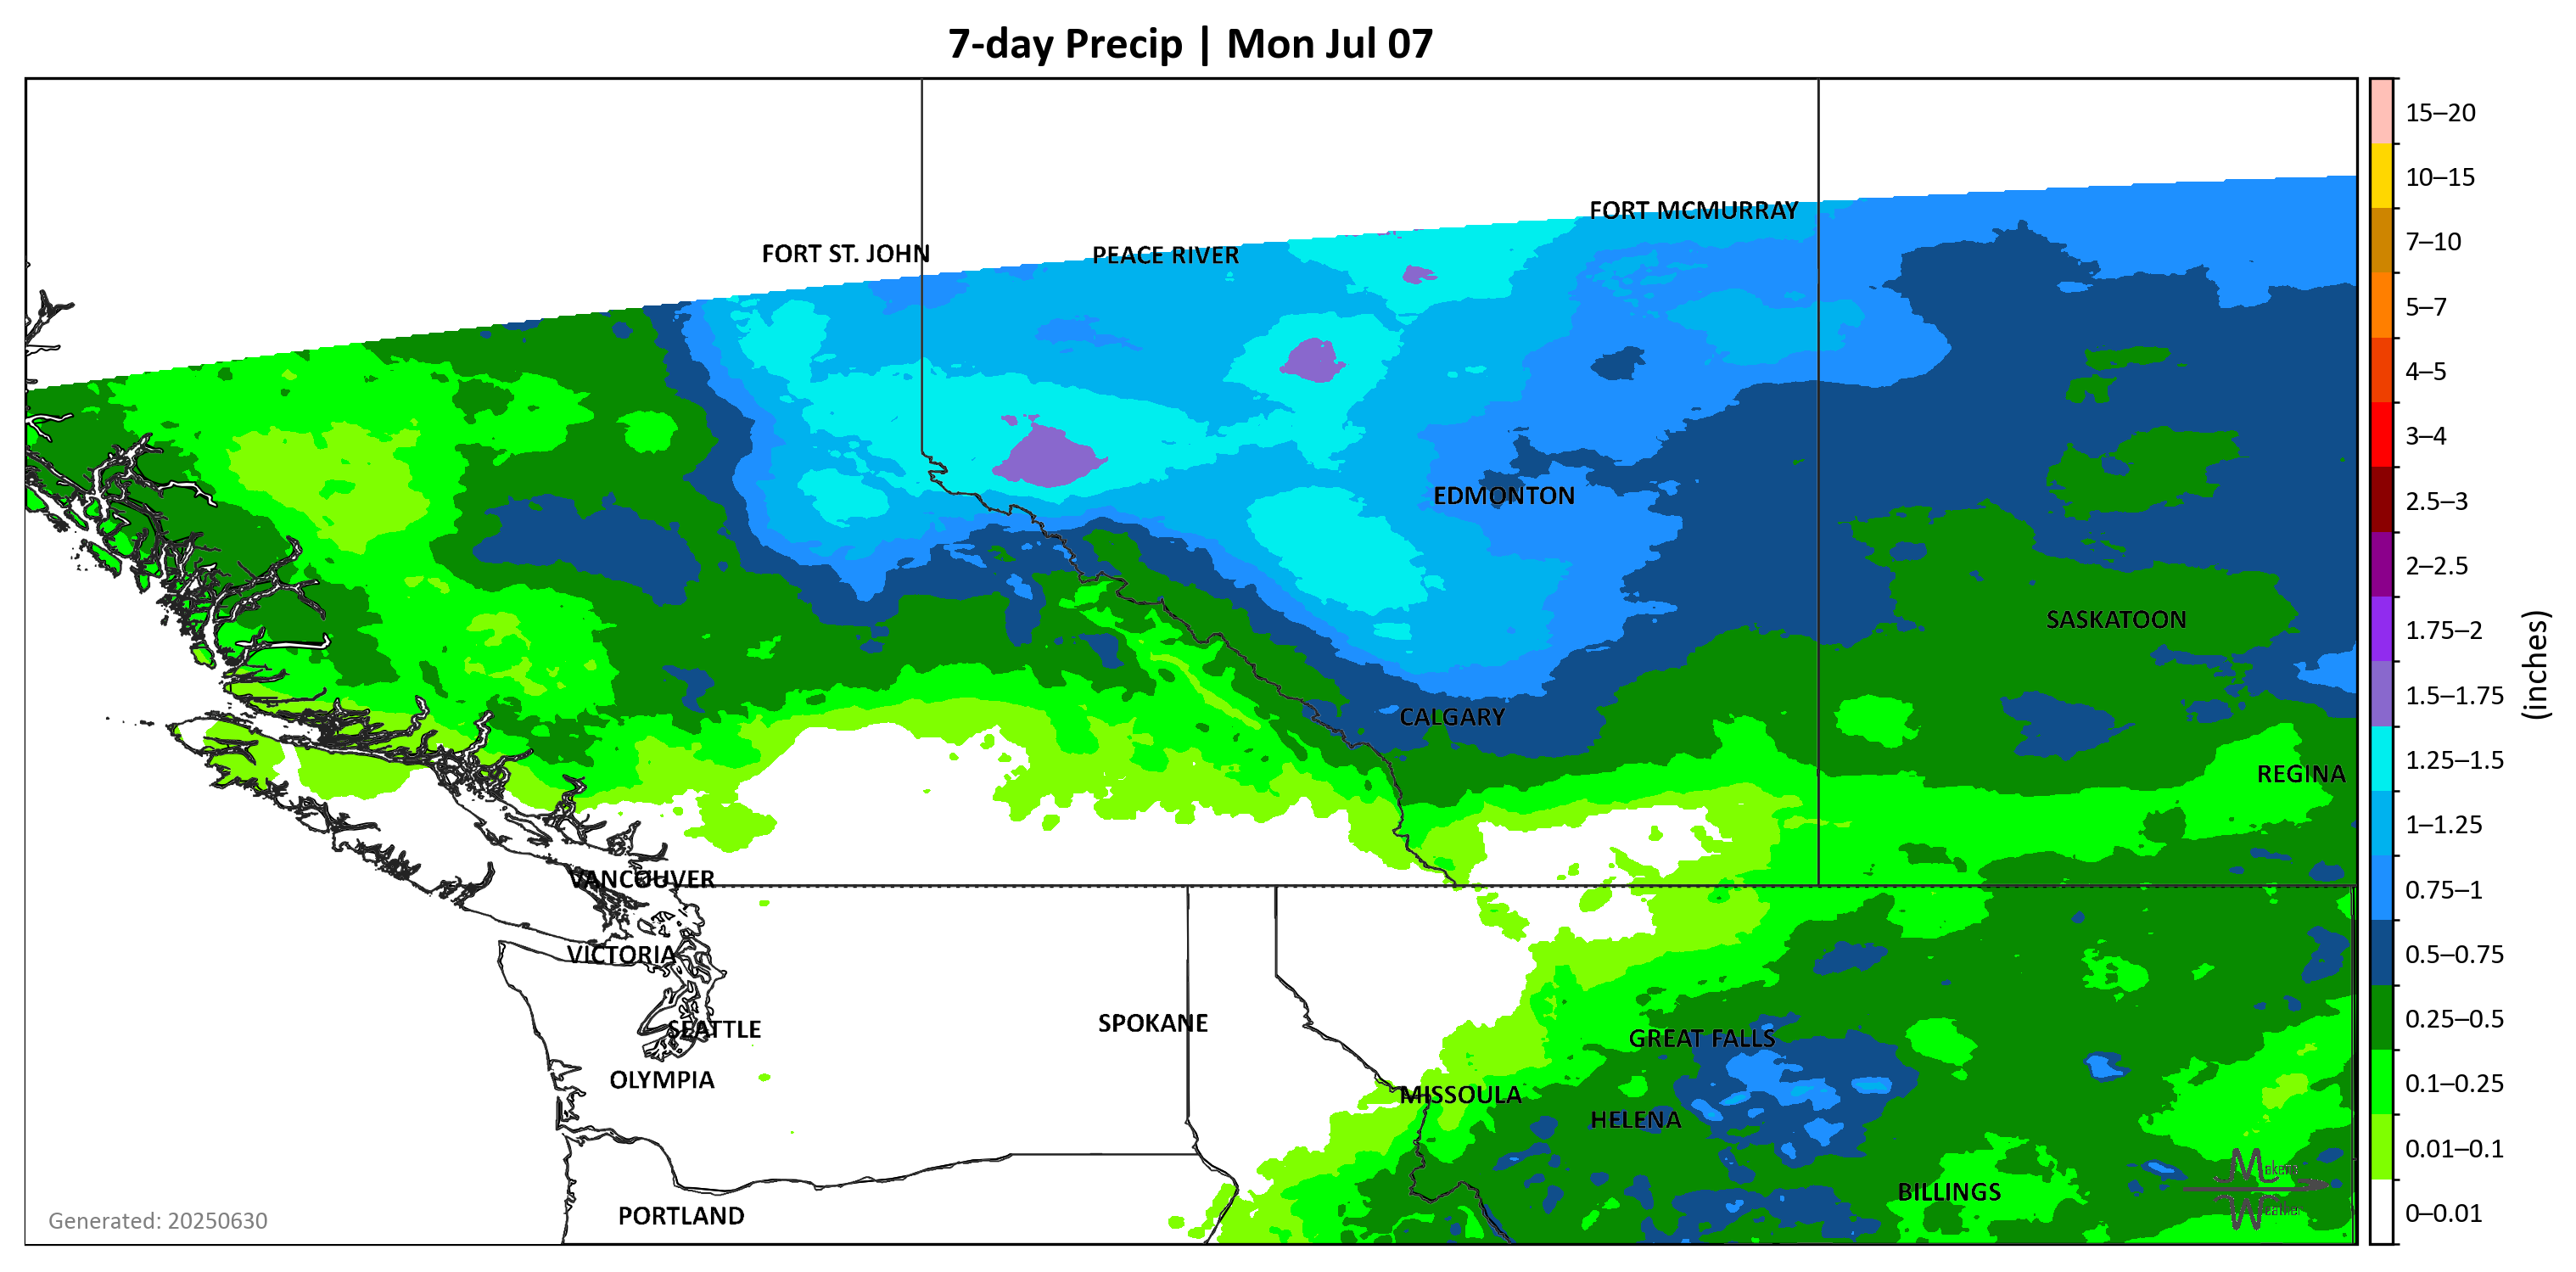 7-day Precip | Mon Jul 07
FORT MCMURRAY
FORT ST. JOHN
PEACE RIVER
EDMONTON
SASKATOON
CALGARY
REGINA
VANCOUVER
VICTORIA
SEATTLE
SPOKANE
GREAT FALLS
OLYMPIA
MISSOULA
HELENA
BILLINGS
PORTLAND
Makens
Weather
Generated: 20250630
15–20
10–15
7–10
5–7
4–5
3–4
2.5–3
2–2.5
1.75–2
1.5–1.75
1.25–1.5
1–1.25
0.75–1
0.5–0.75
0.25–0.5
0.1–0.25
0.01–0.1
0–0.01
(inches)